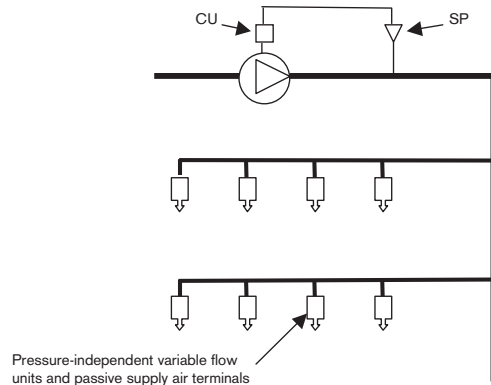 CU
SP
Pressure-independent variable flow
units and passive supply air terminals